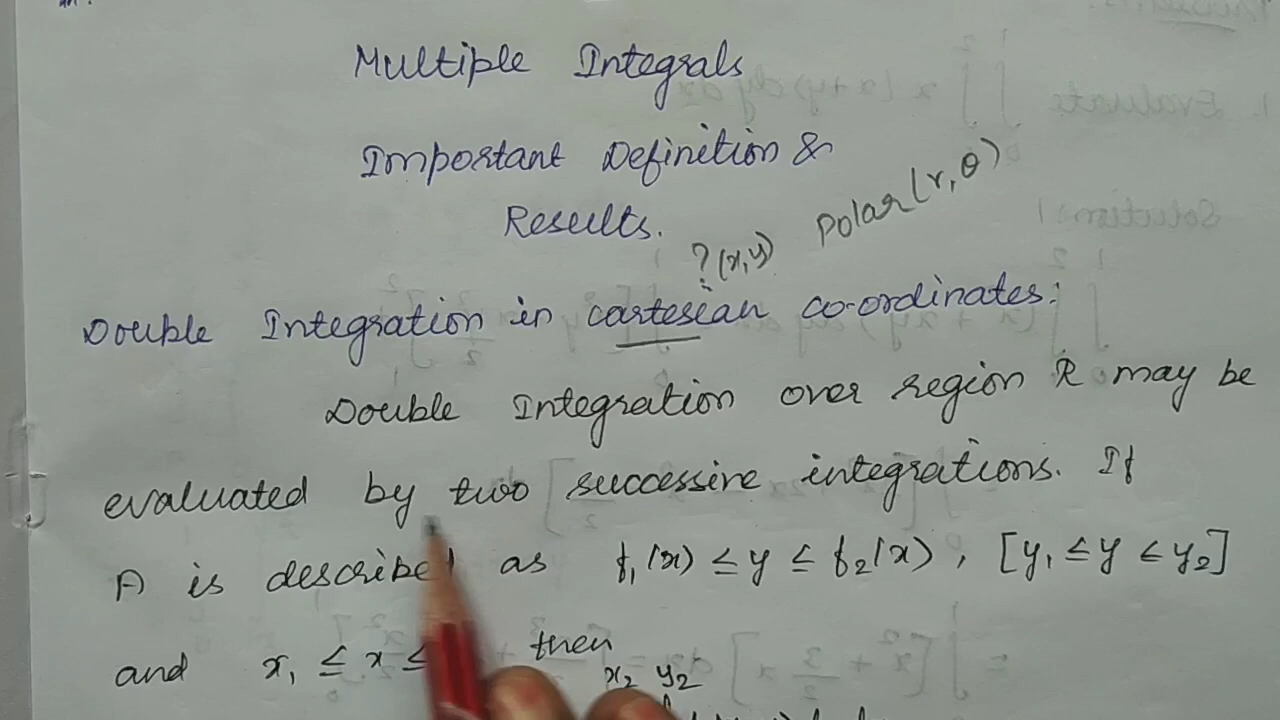 Multiple Integrals
Important Definition &
Results.
?(x,y) Polar(r,θ)
Double Integration in cartesian co-ordinates:
Double Integration over region R may be
evaluated by two successive integrations. If
A is described as f₁(x) ≤ y ≤ f₂(x), [y₁ ≤ y ≤ y₂]
and x₁ ≤ x ≤ then
x₂ y₂